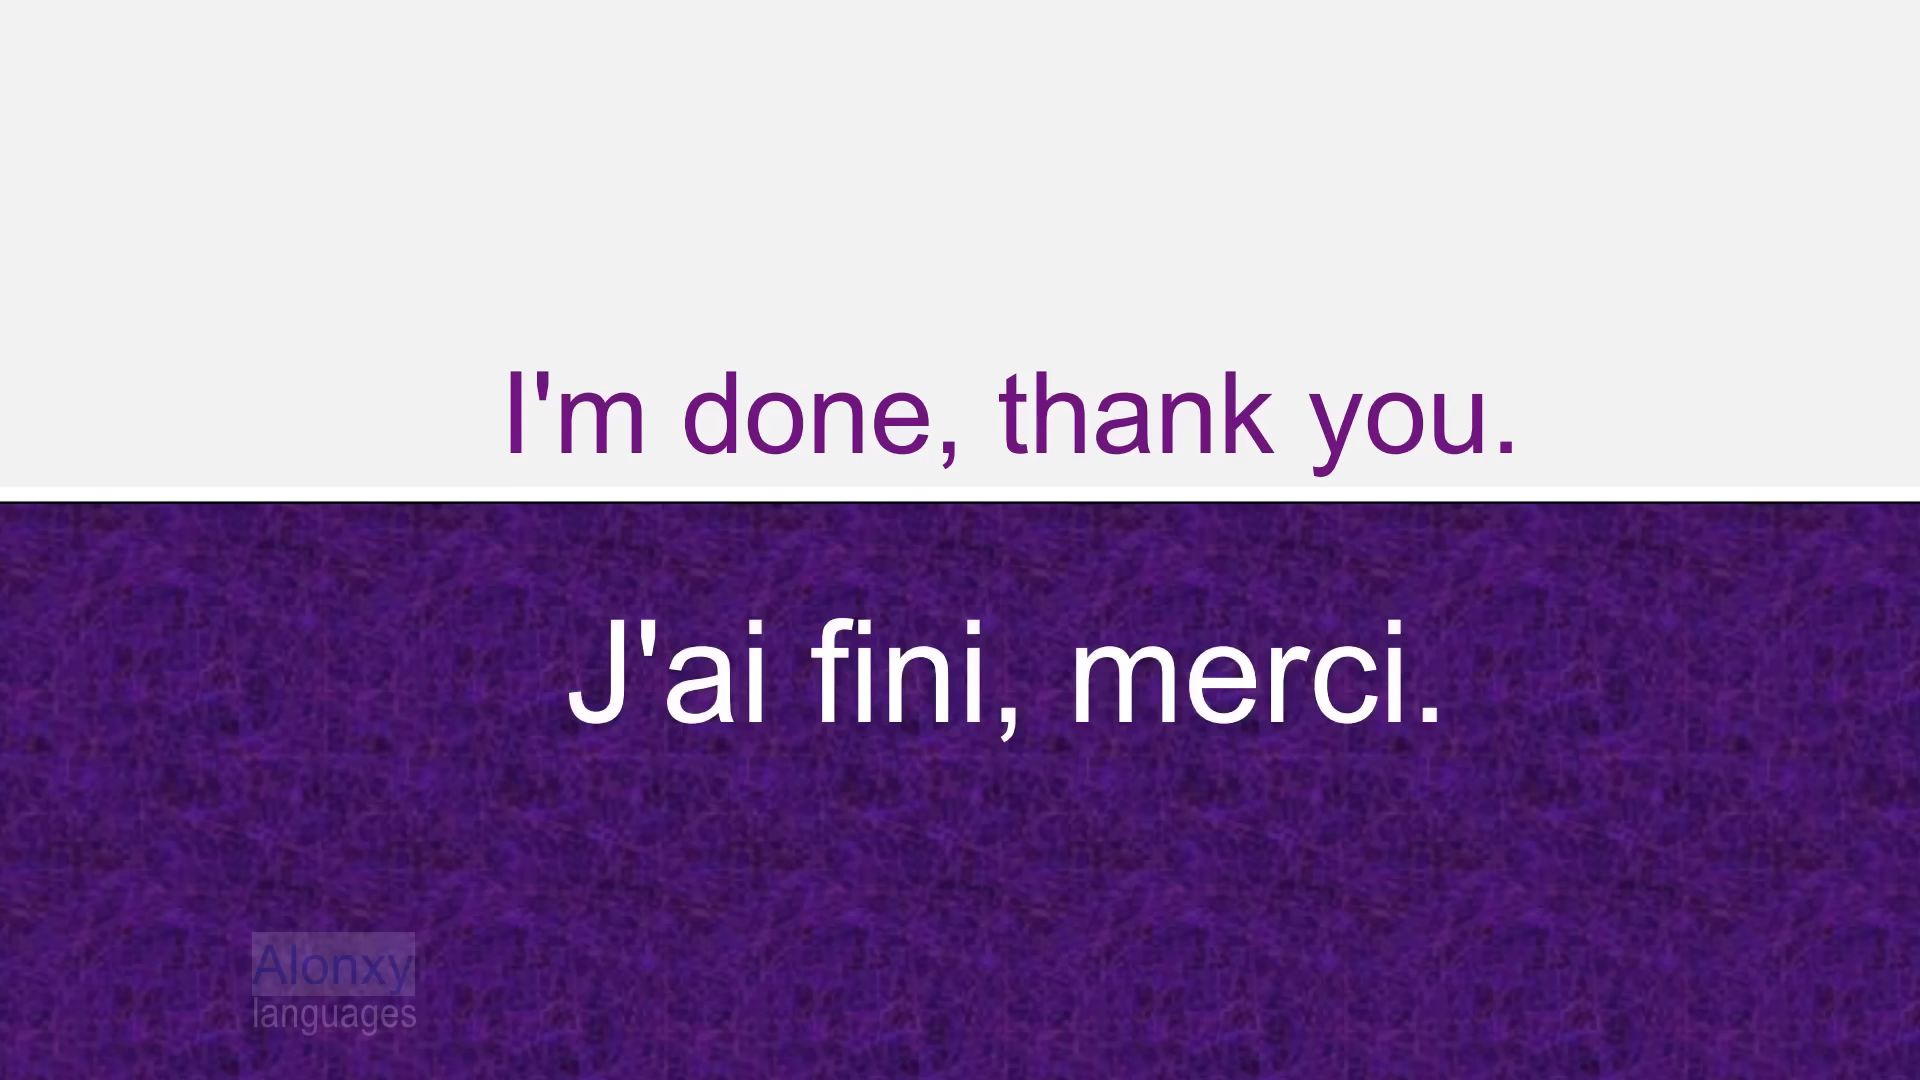 I'm done, thank you.
J'ai fini, merci.
Alonxy
languages